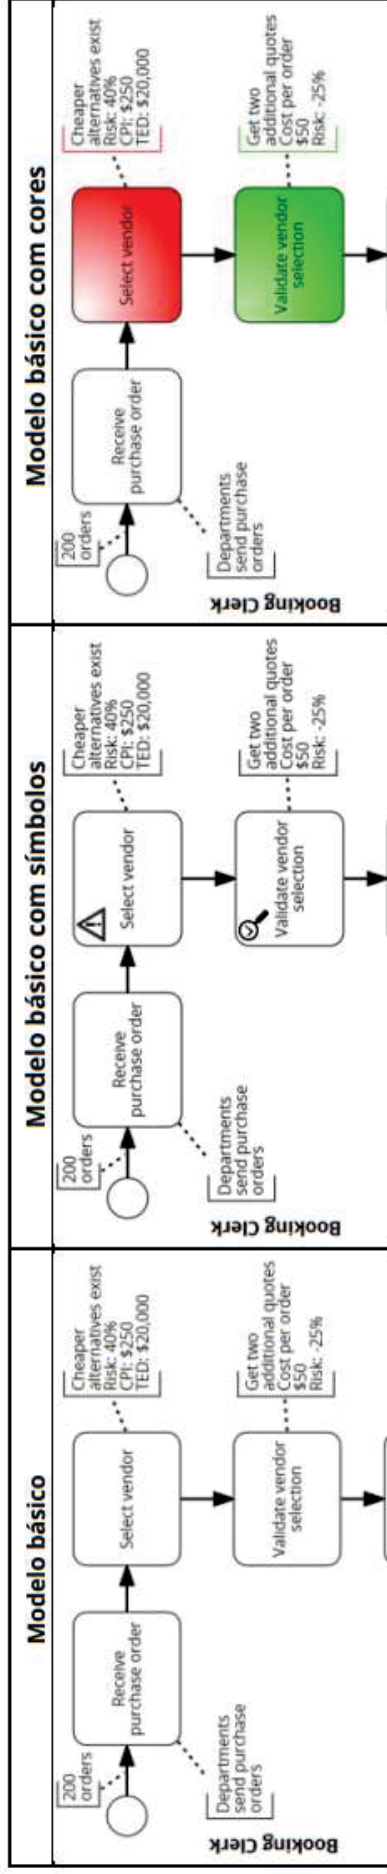 Modelo básico
200
orders
Receive
purchase order
Departments
send purchase
orders
Select vendor
Cheaper
alternatives exist
Risk: 40%
CPI: $250
TED: $20,000
Validate vendor
selection
Get two
additional quotes
Cost per order
$50
Risk: -25%
Booking Clerk
Modelo básico com símbolos
200
orders
Receive
purchase order
Departments
send purchase
orders
Select vendor
Cheaper
alternatives exist
Risk: 40%
CPI: $250
TED: $20,000
Validate vendor
selection
Get two
additional quotes
Cost per order
$50
Risk: -25%
Booking Clerk
Modelo básico com cores
200
orders
Receive
purchase order
Departments
send purchase
orders
Select vendor
Cheaper
alternatives exist
Risk: 40%
CPI: $250
TED: $20,000
Validate vendor
selection
Get two
additional quotes
Cost per order
$50
Risk: -25%
Booking Clerk